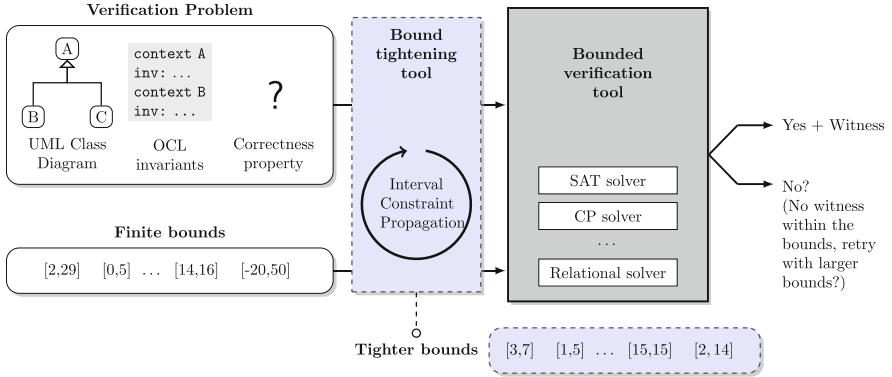 Verification Problem
A
B
C
context A
inv: ...
context B
inv: ...
?
UML Class
Diagram
OCL
invariants
Correctness
property
Finite bounds
[2,29] [0,5] ... [14,16] [-20,50]
Bound
tightening
tool
Interval
Constraint
Propagation
Bounded
verification
tool
SAT solver
CP solver
...
Relational solver
Yes + Witness
No?
(No witness
within the
bounds, retry
with larger
bounds?)
Tighter bounds
[3,7] [1,5] ... [15,15] [2, 14]